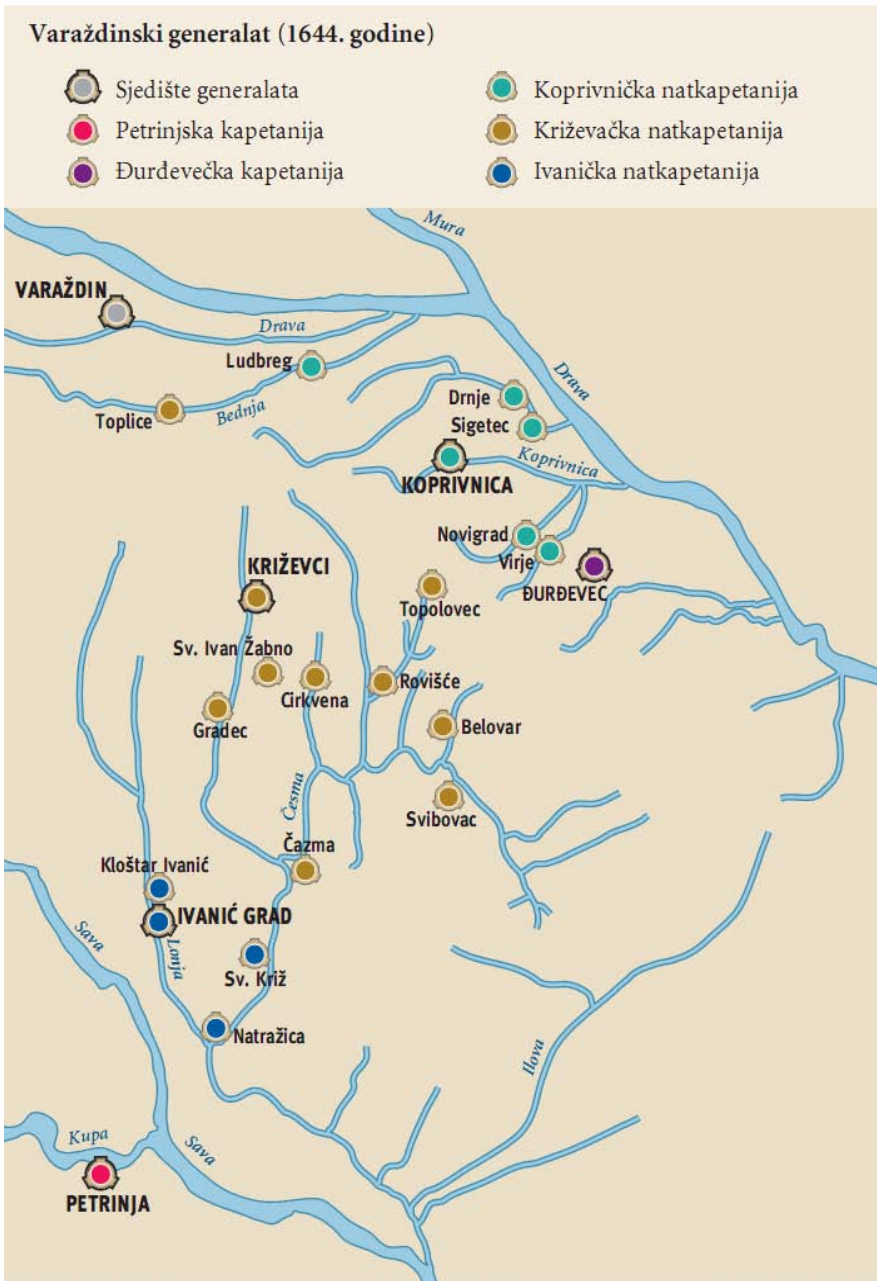 Varaždinski generalat (1644. godine)
Sjedište generalata
Petrinjska kapetanija
Đurđevečka kapetanija
Koprivnička natkapetanija
Križevačka natkapetanija
Ivanička natkapetanija
Mura
VARAŽDIN
Drava
Ludbreg
Drava
Toplice
Bednja
Drnje
Sigetec
Koprivnica
KOPRIVNICA
Novigrad
Virje
ĐURĐEVEC
KRIŽEVCI
Topolovec
Sv. Ivan Žabno
Cirkvena
Rovišće
Gradec
Belovar
Česma
Svibovac
Čazma
Kloštar Ivanić
IVANIĆ GRAD
Sava
Lonja
Sv. Križ
Natražica
Ilova
Kupa
Sava
PETRINJA